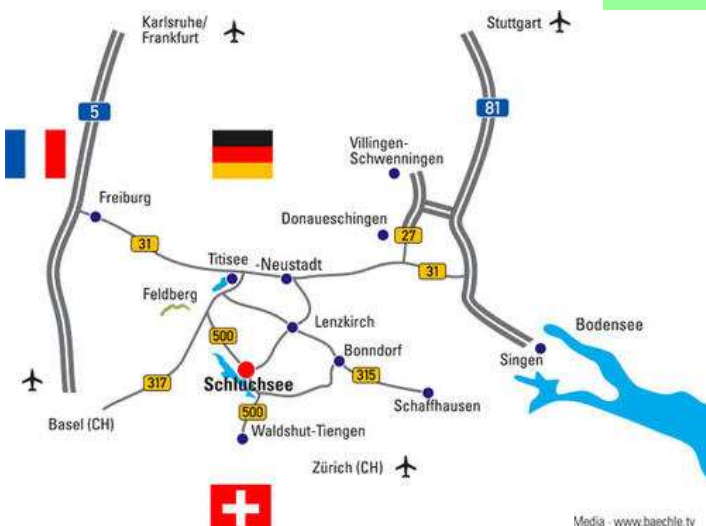 Karlsruhe/
Frankfurt
Stuttgart
5
81
Villingen-
Schwenningen
Freiburg
Donaueschingen
31
27
Titisee
-Neustadt
31
Feldberg
Lenzkirch
Bodensee
500
Bonndorf
Singen
317
Schluchsee
315
Schaffhausen
Basel (CH)
500
Waldshut-Tiengen
Zürich (CH)
Media - www.baechle.tv